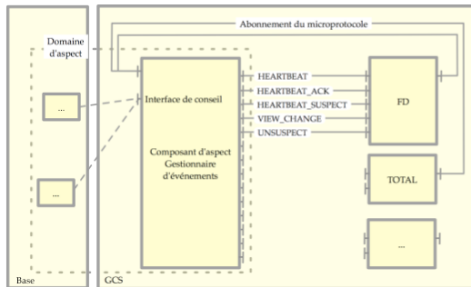 Abonnement du microprotocole
Domaine
d'aspect
HEARTBEAT
HEARTBEAT_ACK
HEARTBEAT_SUSPECT
VIEW_CHANGE
UNSUSPECT
FD
...
Interface de conseil
Composant d'aspect
Gestionnaire
d'événements
TOTAL
...
...
Base
GCS